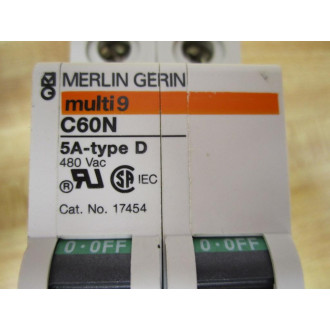 MERLIN GERIN
multi9
C60N
5A-type D
480 Vac
IEC
Cat. No. 17454
O·OFF O·OFF